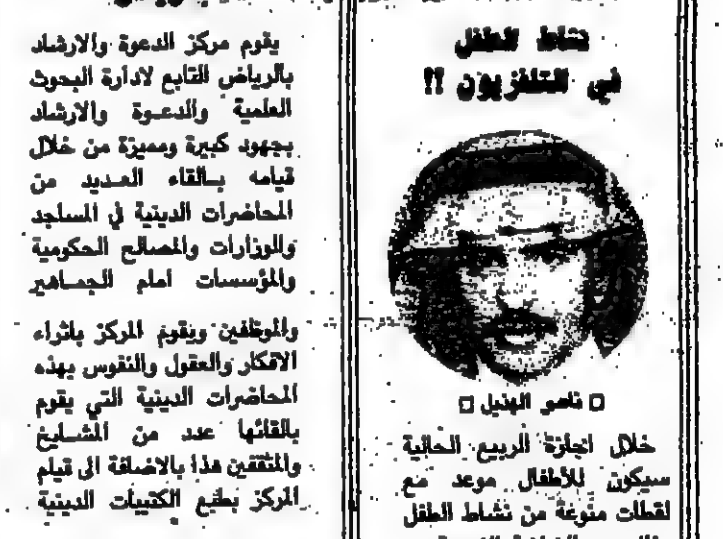 نشاط الطفل
في التلفزيون ؟!
ناصر الهذيل
خلال اجازة الربيع الحالية
سيكون للأطفال موعد مع
لقطات منوعة من نشاط الطفل
يقوم مركز الدعوة والارشاد
بالرياض التابع لادارة البحوث
العلمية والدعوة والارشاد
بجهود كبيرة ومميزة من خلال
قيامه بالقاء العديد من
المحاضرات الدينية في المساجد
والوزارات والمصالح الحكومية
والمؤسسات امام الجماهير
والموظفين ويقوم المركز باثراء
الافكار والعقول والنفوس بهذه
المحاضرات الدينية التي يقوم
بالقائها عدد من المشايخ
والمثقفين هذا بالاضافة الى قيام
المركز بطبع الكتيبات الدينية